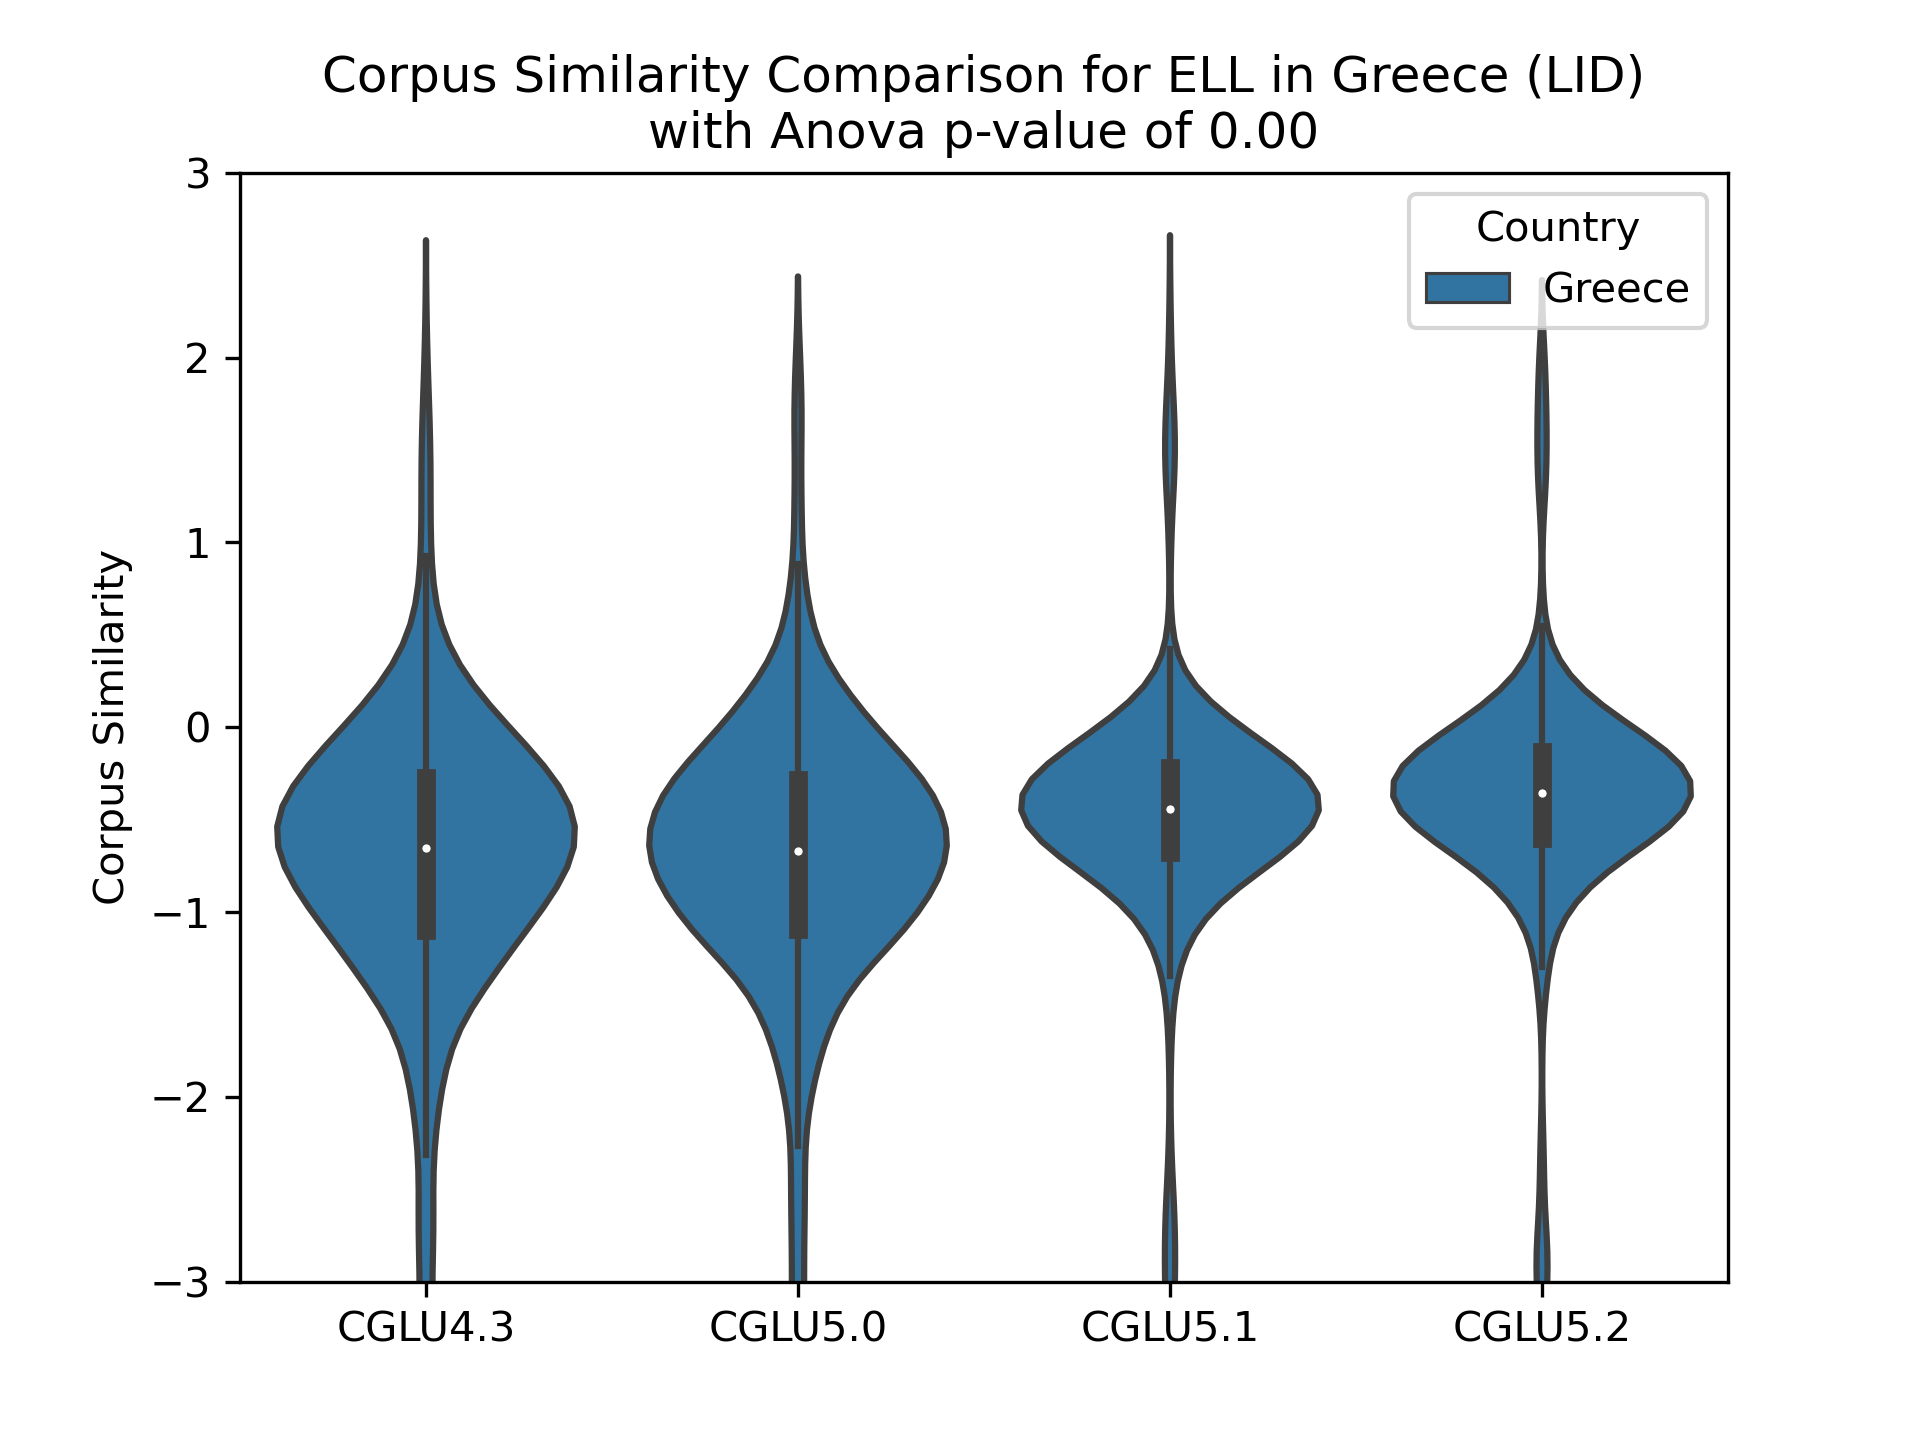 Corpus Similarity Comparison for ELL in Greece (LID)
with Anova p-value of 0.00
Country
Greece
Corpus Similarity
3
2
1
0
−1
−2
−3
CGLU4.3
CGLU5.0
CGLU5.1
CGLU5.2